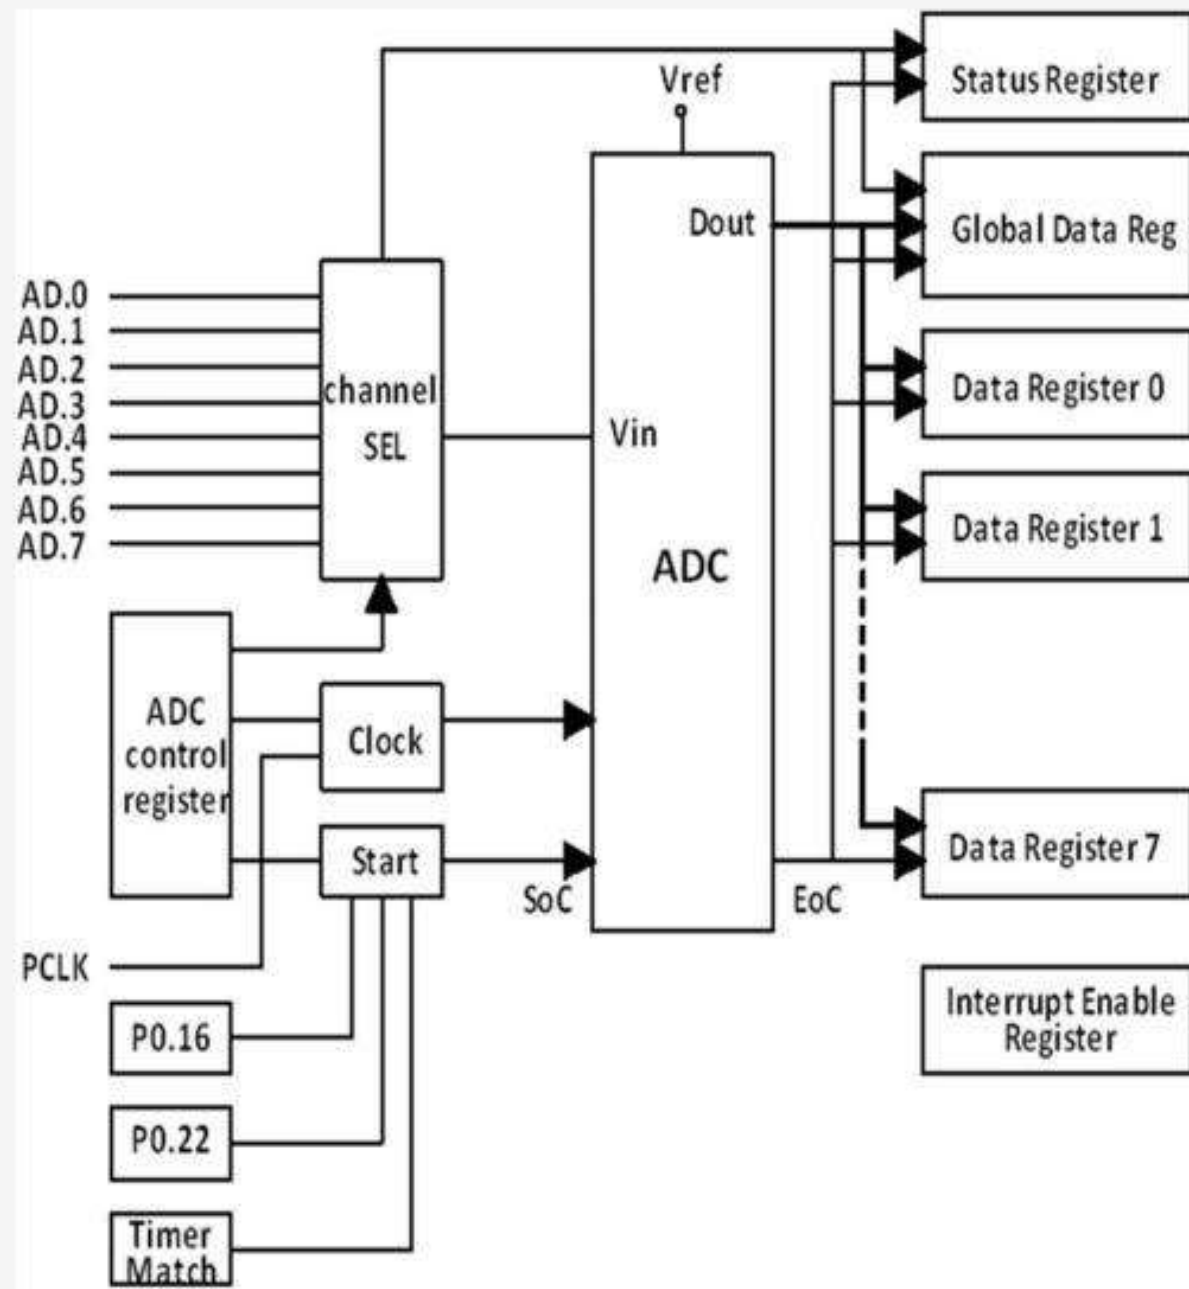 Status Register
Vref
Dout
Global Data Reg
AD.0
AD.1
AD.2
AD.3
AD.4
AD.5
AD.6
AD.7
channel
SEL
Vin
ADC
Data Register 0
Data Register 1
ADC
control
register
Clock
Start
SoC
EoC
Data Register 7
PCLK
P0.16
P0.22
Timer
Match
Interrupt Enable
Register